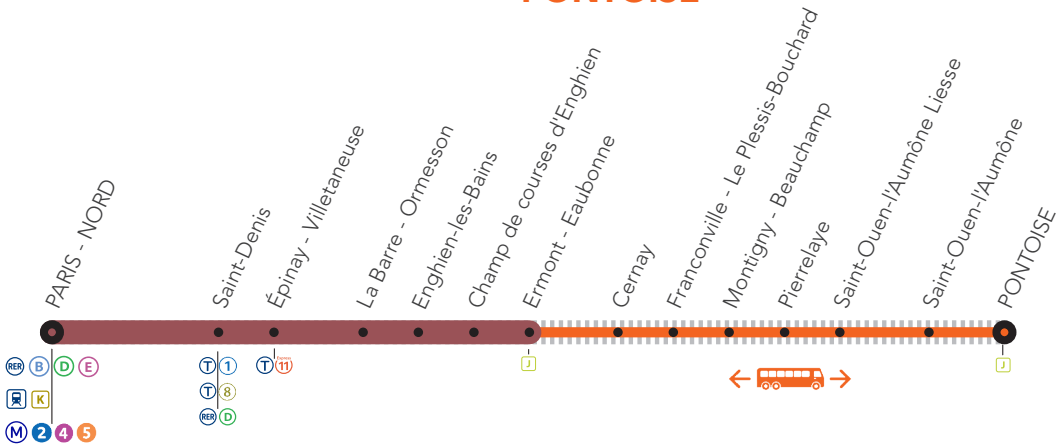 PONTOISE
PARIS - NORD
Saint-Denis
Épinay - Villetaneuse
La Barre - Ormesson
Enghien-les-Bains
Champ de courses d'Enghien
Ermont - Eaubonne
Cernay
Franconville - Le Plessis-Bouchard
Montigny - Beauchamp
Pierrelaye
Saint-Ouen-l'Aumône Liesse
Saint-Ouen-l'Aumône
PONTOISE
RER B D E
K
M 2 4 5
T 1
T 8
RER D
T Express 11
J
J